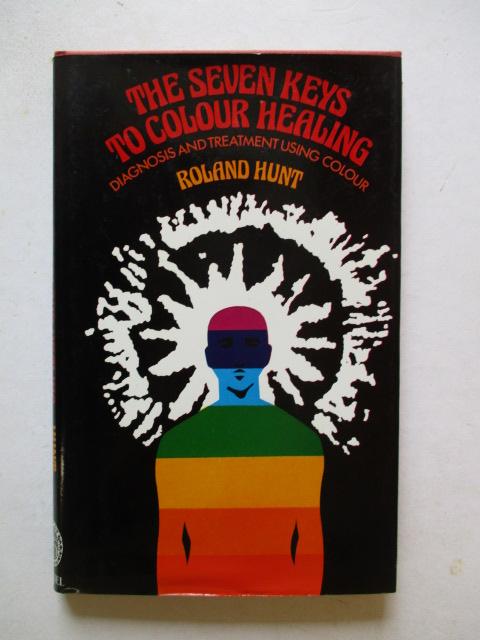 THE SEVEN KEYS
TO COLOUR HEALING
DIAGNOSIS AND TREATMENT USING COLOUR
ROLAND HUNT